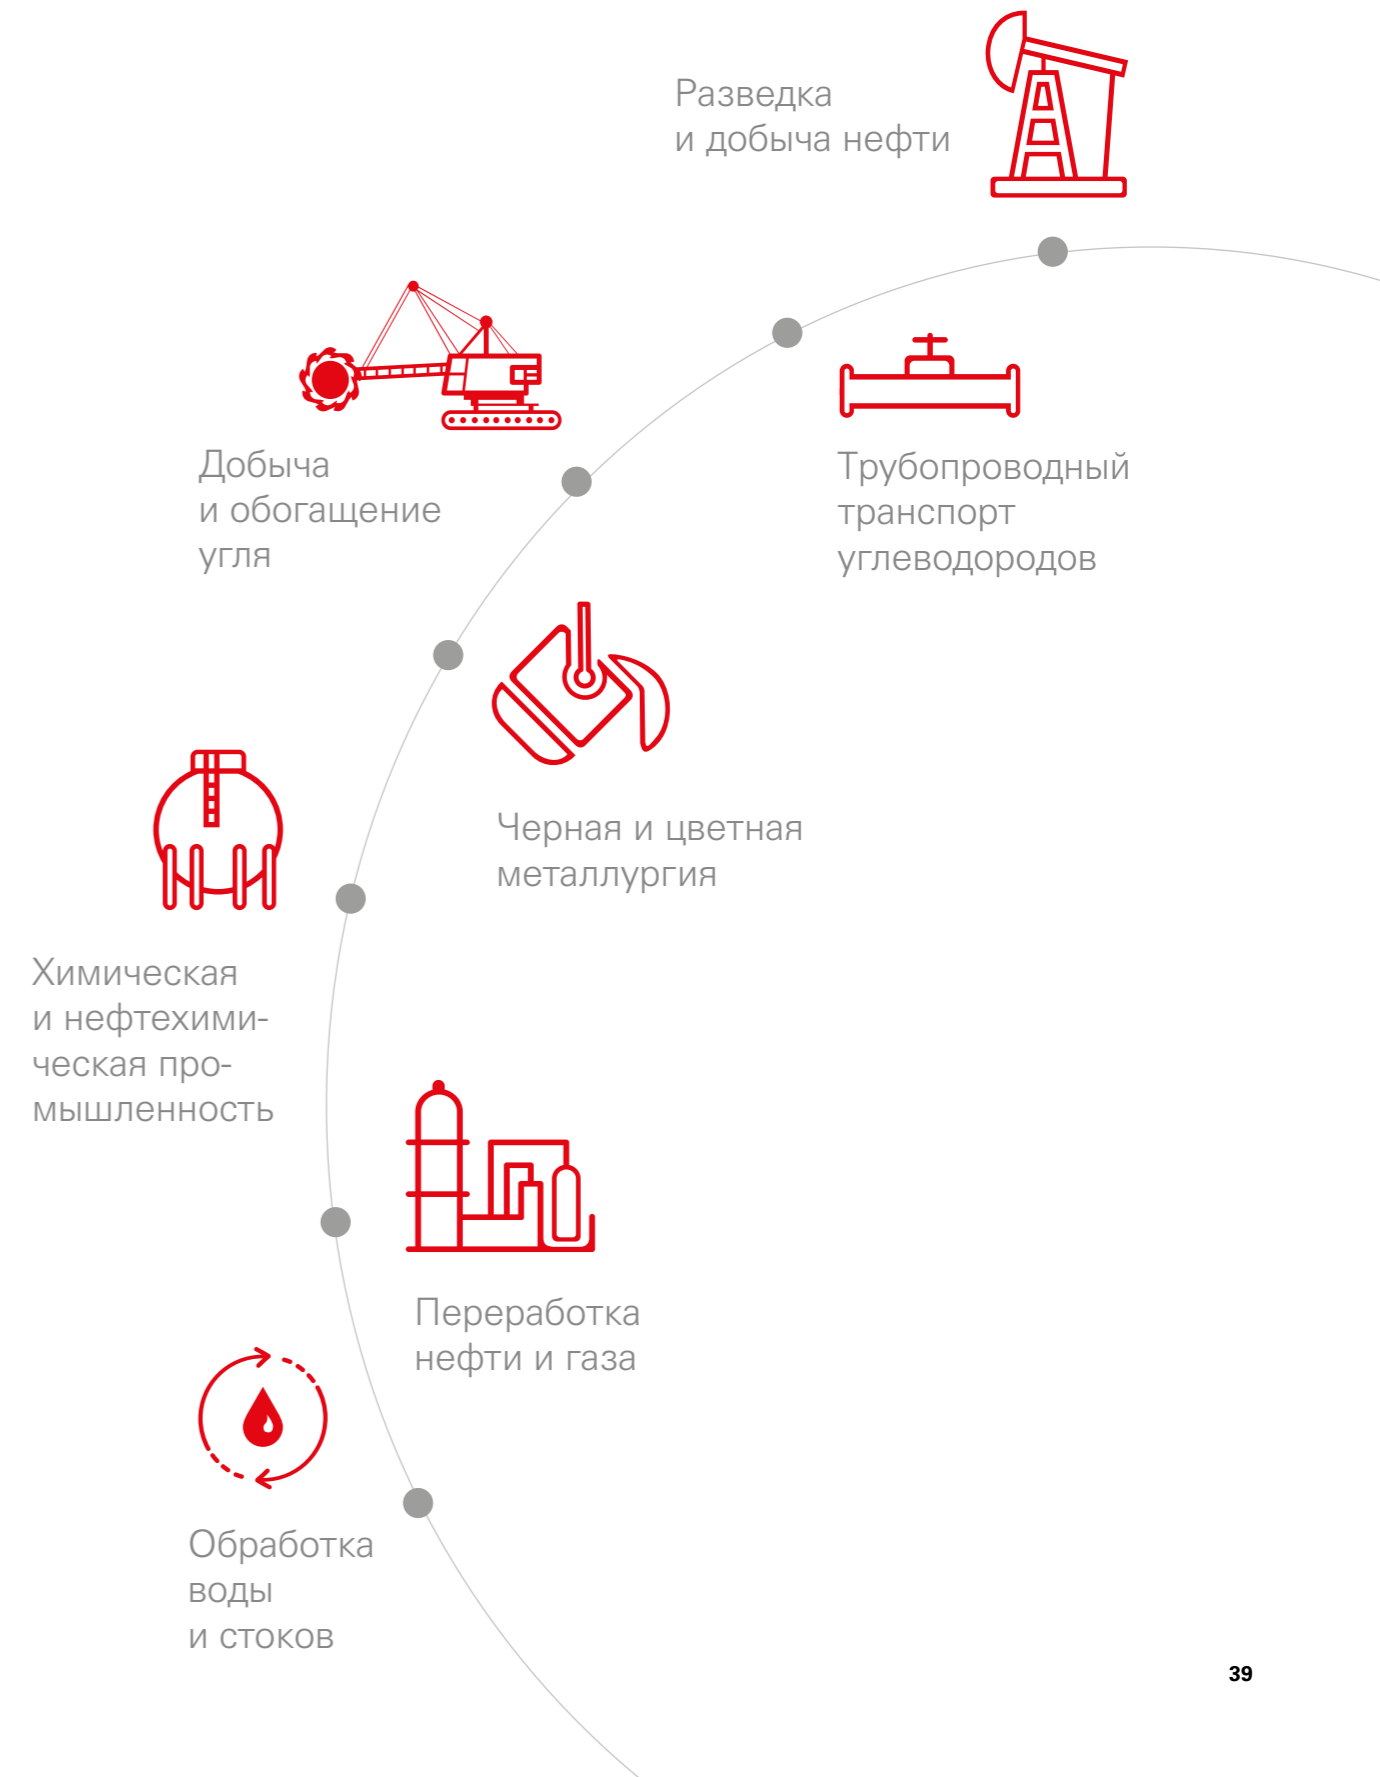 Разведка
и добыча нефти
Трубопроводный
транспорт
углеводородов
Добыча
и обогащение
угля
Черная и цветная
металлургия
Химическая
и нефтехими-
ческая про-
мышленность
Переработка
нефти и газа
Обработка
воды
и стоков
39